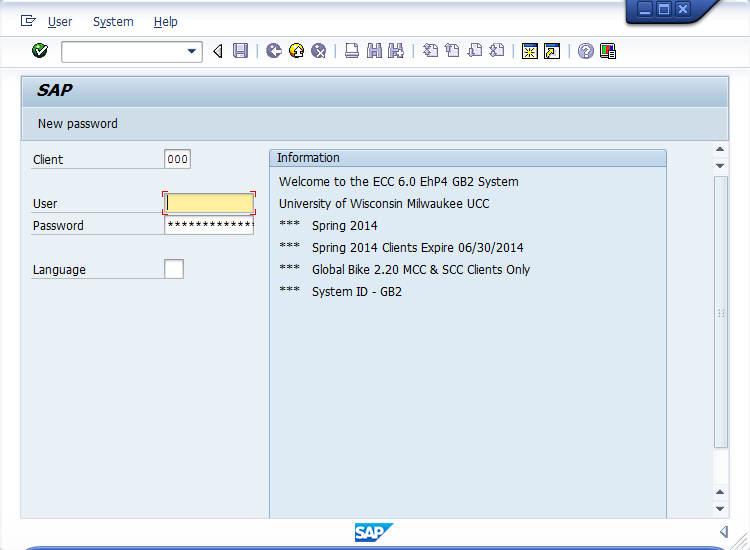 User System Help
SAP
New password
Client 000
Information
Welcome to the ECC 6.0 EhP4 GB2 System
User
University of Wisconsin Milwaukee UCC
Password *************
*** Spring 2014
*** Spring 2014 Clients Expire 06/30/2014
Language
*** Global Bike 2.20 MCC & SCC Clients Only
*** System ID - GB2
SAP